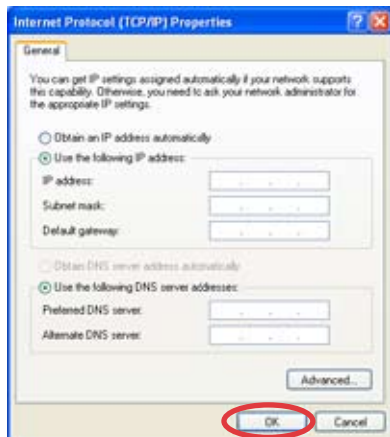 Internet Protocol (TCP/IP) Properties
General
You can get IP settings assigned automatically if your network supports
this capability. Otherwise, you need to ask your network administrator for
the appropriate IP settings.
Obtain an IP address automatically
Use the following IP address:
IP address:
Subnet mask:
Default gateway:
Obtain DNS server address automatically
Use the following DNS server addresses:
Preferred DNS server:
Alternate DNS server:
Advanced...
OK
Cancel